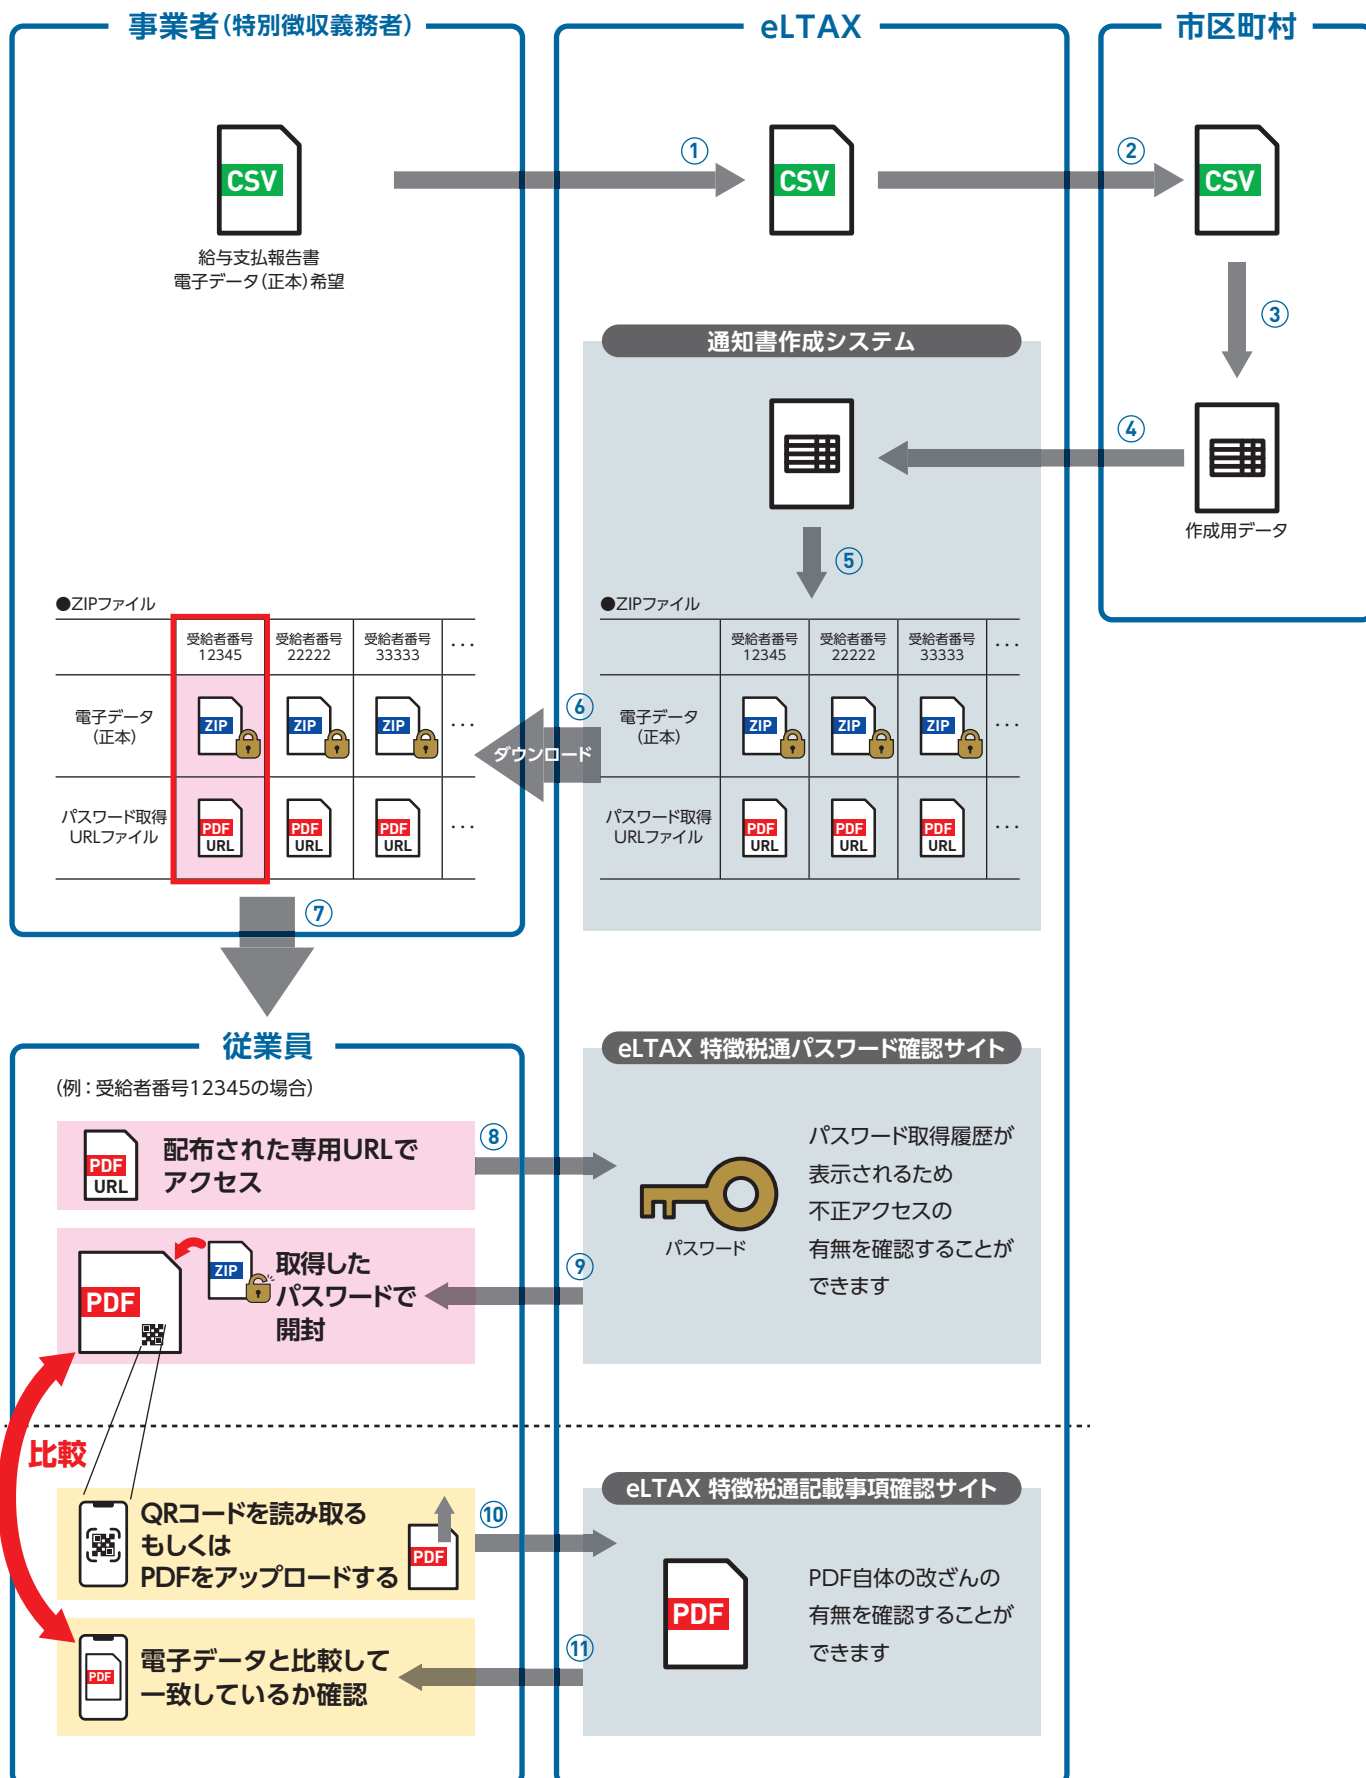 事業者(特別徴収義務者)
eLTAX
市区町村
①
②
CSV
CSV
CSV
給与支払報告書
電子データ(正本)希望
③
通知書作成システム
④
作成用データ
⑤
●ZIPファイル
受給者番号
12345
受給者番号
22222
受給者番号
33333
···
電子データ
(正本)
ZIP
ZIP
ZIP
···
パスワード取得
URLファイル
PDF
URL
PDF
URL
PDF
URL
···
⑥
ダウンロード
●ZIPファイル
受給者番号
12345
受給者番号
22222
受給者番号
33333
···
電子データ
(正本)
ZIP
ZIP
ZIP
···
パスワード取得
URLファイル
PDF
URL
PDF
URL
PDF
URL
···
⑦
従業員
(例：受給者番号12345の場合)
PDF
URL
配布された専用URLで
アクセス
⑧
eLTAX 特徴税通パスワード確認サイト
パスワード
パスワード取得履歴が
表示されるため
不正アクセスの
有無を確認することが
できます
PDF
ZIP
取得した
パスワードで
開封
⑨
比較
QRコードを読み取る
もしくは
PDFをアップロードする
PDF
⑩
eLTAX 特徴税通記載事項確認サイト
PDF
PDF自体の改ざんの
有無を確認することが
できます
PDF
電子データと比較して
一致しているか確認
⑪